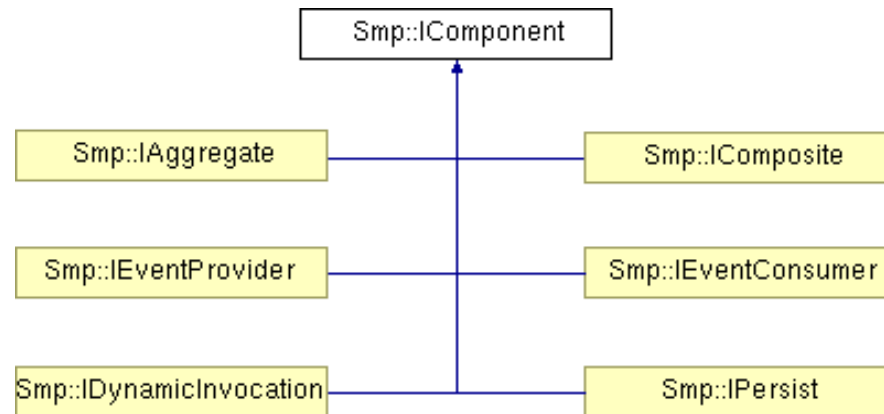 Smp::IComponent
Smp::IAggregate
Smp::IComposite
Smp::IEventProvider
Smp::IEventConsumer
Smp::IDynamicInvocation
Smp::IPersist